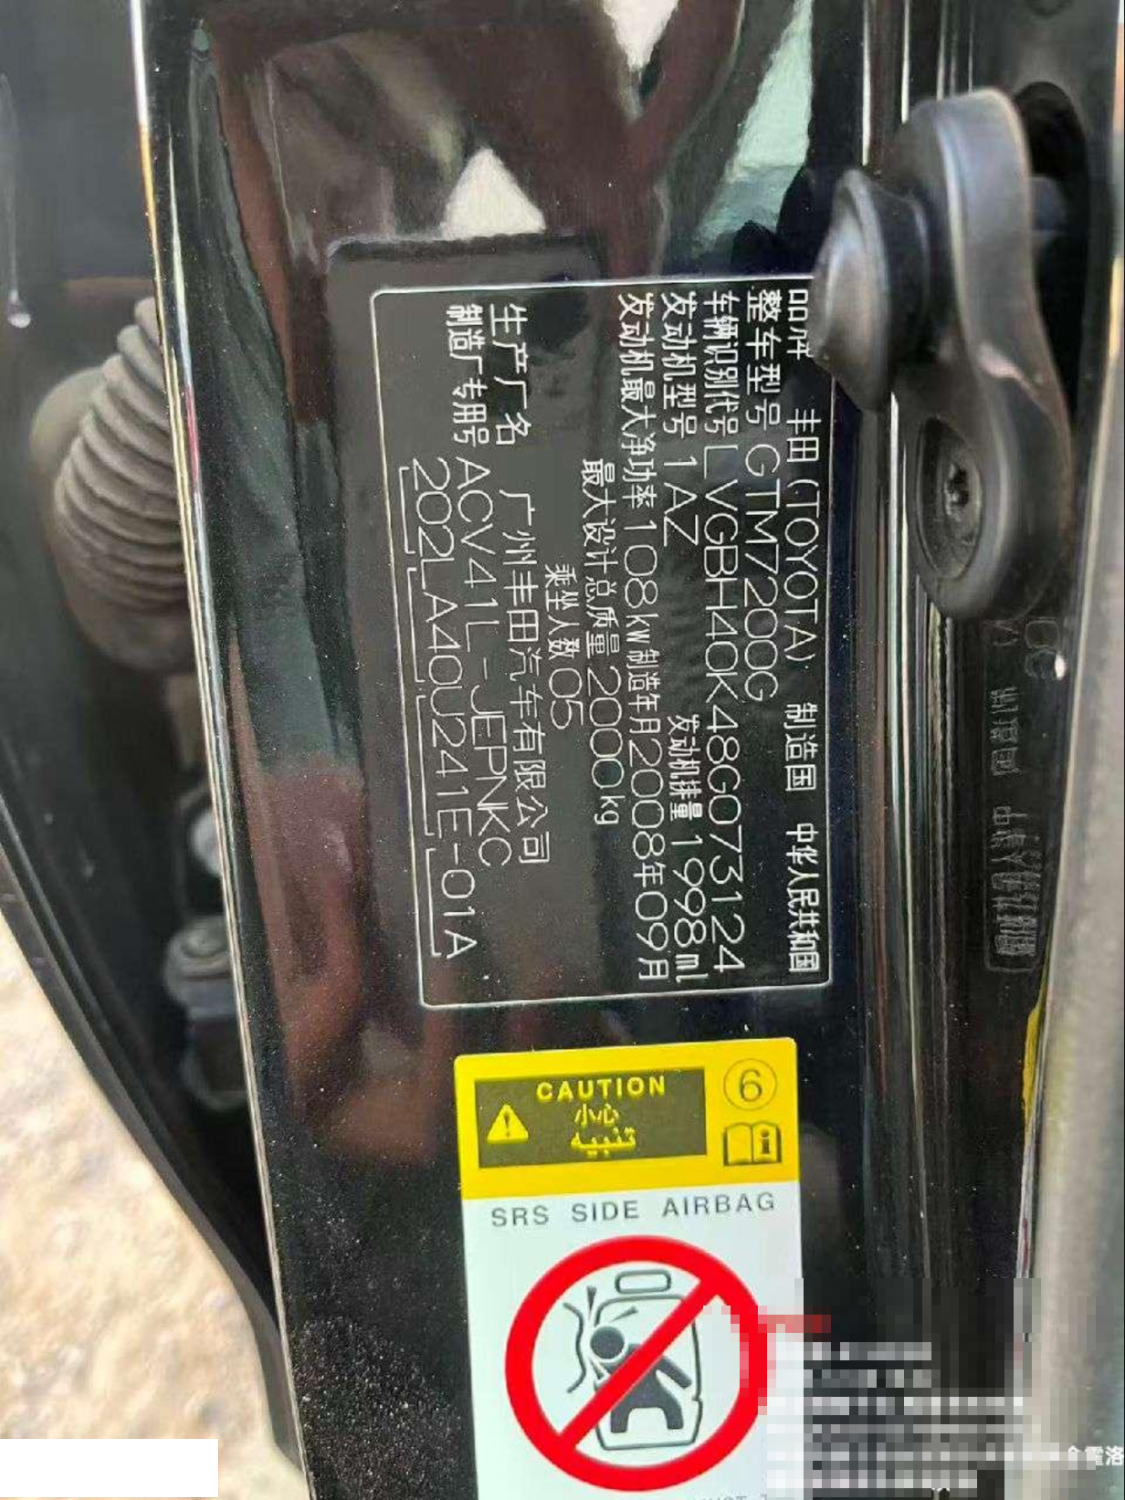 品牌 丰田(TOYOTA) 制造国 中华人民共和国
整车型号 GTM7200G
车辆识别代号 LVGBH40K48G073124
发动机型号 1AZ 发动机排量 1998ml
发动机最大净功率 108kw 制造年月 2008年09月
最大设计总质量 2000kg
乘坐人数 05
生产厂名 广州丰田汽车有限公司
制造厂专用号 ACV41L-JEPNKC
202LA40U241E-01A
CAUTION
小心
تنبيه
6
SRS SIDE AIRBAG